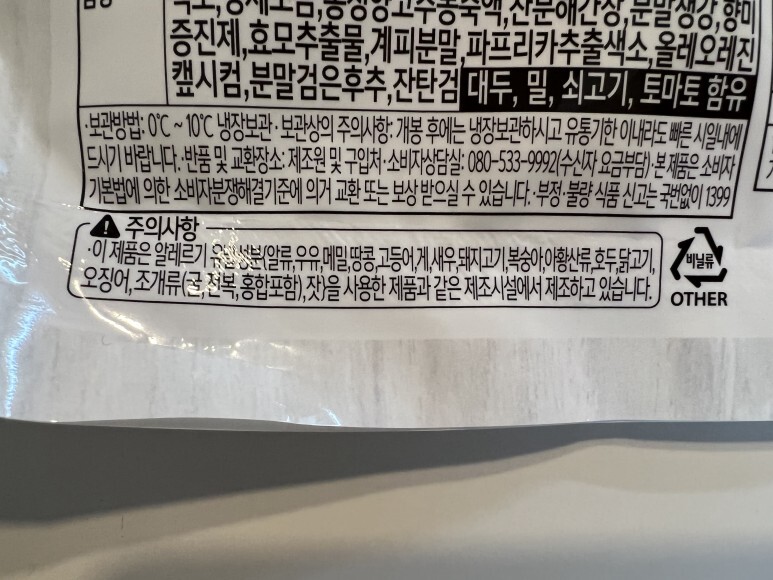 증진제,효모추출물,계피분말,파프리카추출색소,올레오레진
캪시컴,분말검은후추,잔탄검 대두, 밀, 쇠고기, 토마토 함유
·보관방법: 0℃ ~ 10℃ 냉장보관·보관상의 주의사항: 개봉 후에는 냉장보관하시고 유통기한 이내라도 빠른 시일내에
드시기 바랍니다.·반품 및 교환장소: 제조원 및 구입처·소비자상담실: 080-533-9992(수신자 요금부담)·본 제품은 소비자
기본법에 의한 소비자분쟁해결기준에 의거 교환 또는 보상 받으실 수 있습니다.·부정·불량 식품 신고는 국번없이 1399
주의사항
·이 제품은 알레르기 유발성분(알류,우유,메밀,땅콩,고등어,게,새우,돼지고기,복숭아,아황산류,호두,닭고기,
오징어,조개류(굴,전복,홍합포함),잣)을 사용한 제품과 같은 제조시설에서 제조하고 있습니다.
비닐류
OTHER